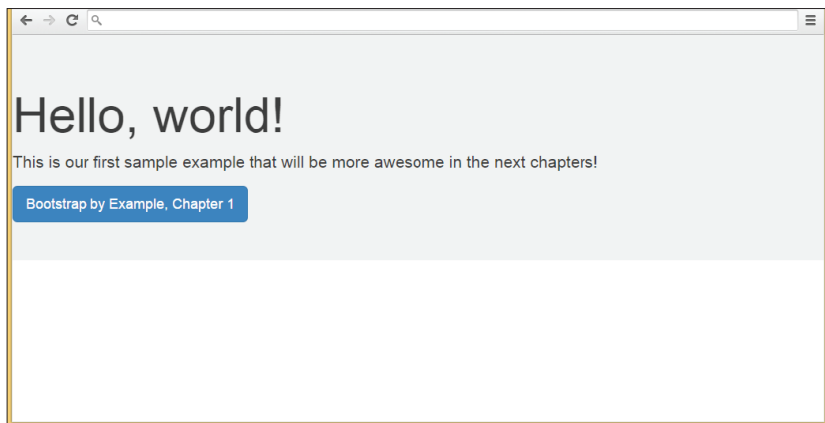 Hello, world!
This is our first sample example that will be more awesome in the next chapters!
Bootstrap by Example, Chapter 1